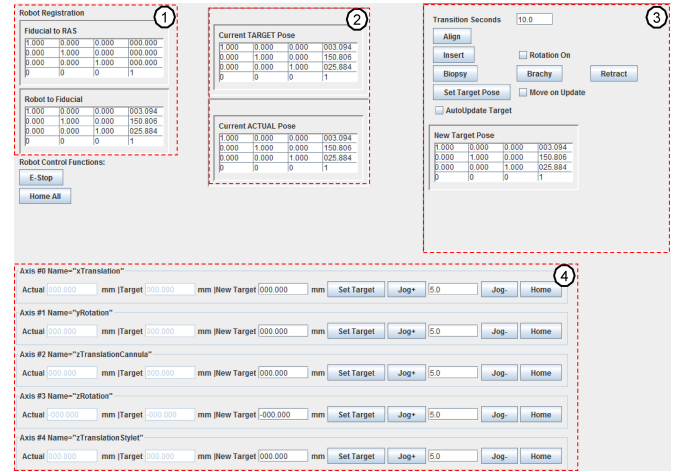 Robot Registration
1
Fiducial to RAS
1.000 0.000 0.000 000.000
0.000 1.000 0.000 000.000
0.000 0.000 1.000 000.000
0 0 0 1
Robot to Fiducial
1.000 0.000 0.000 003.094
0.000 1.000 0.000 150.806
0.000 0.000 1.000 025.884
0 0 0 1
Robot Control Functions:
E-Stop
Home All
2
Current TARGET Pose
1.000 0.000 0.000 003.094
0.000 1.000 0.000 150.806
0.000 0.000 1.000 025.884
0 0 0 1
Current ACTUAL Pose
1.000 0.000 0.000 003.094
0.000 1.000 0.000 150.806
0.000 0.000 1.000 025.884
0 0 0 1
3
Transition Seconds 10.0
Align
Insert Rotation On
Biopsy Brachy Retract
Set Target Pose Move on Update
AutoUpdate Target
New Target Pose
1.000 0.000 0.000 003.094
0.000 1.000 0.000 150.806
0.000 0.000 1.000 025.884
0 0 0 1
4
Axis #0 Name="xTranslation"
Actual 000.000 mm |Target 000.000 mm |New Target 000.000 mm Set Target Jog+ 5.0 Jog- Home
Axis #1 Name="yRotation"
Actual 000.000 mm |Target 000.000 mm |New Target 000.000 mm Set Target Jog+ 5.0 Jog- Home
Axis #2 Name="zTranslationCannula"
Actual 000.000 mm |Target 000.000 mm |New Target 000.000 mm Set Target Jog+ 5.0 Jog- Home
Axis #3 Name="zRotation"
Actual -000.000 mm |Target -000.000 mm |New Target -000.000 mm Set Target Jog+ 5.0 Jog- Home
Axis #4 Name="zTranslationStylet"
Actual 000.000 mm |Target 000.000 mm |New Target 000.000 mm Set Target Jog+ 5.0 Jog- Home